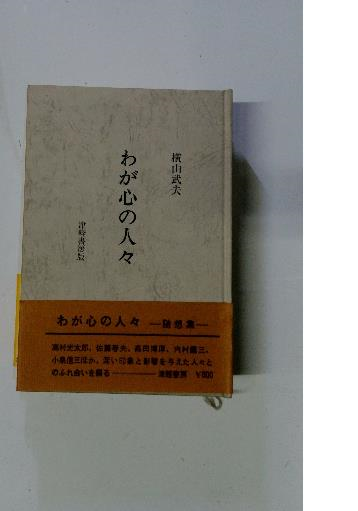 横山武夫
わが心の人々
津軽書房版
わが心の人々 ―随想集―
高村光太郎、佐藤春夫、高田博厚、内村鑑三、
小泉信三ほか、深い印象と影響を与えた人々と
のふれ合いを綴る――――津軽書房 ¥800